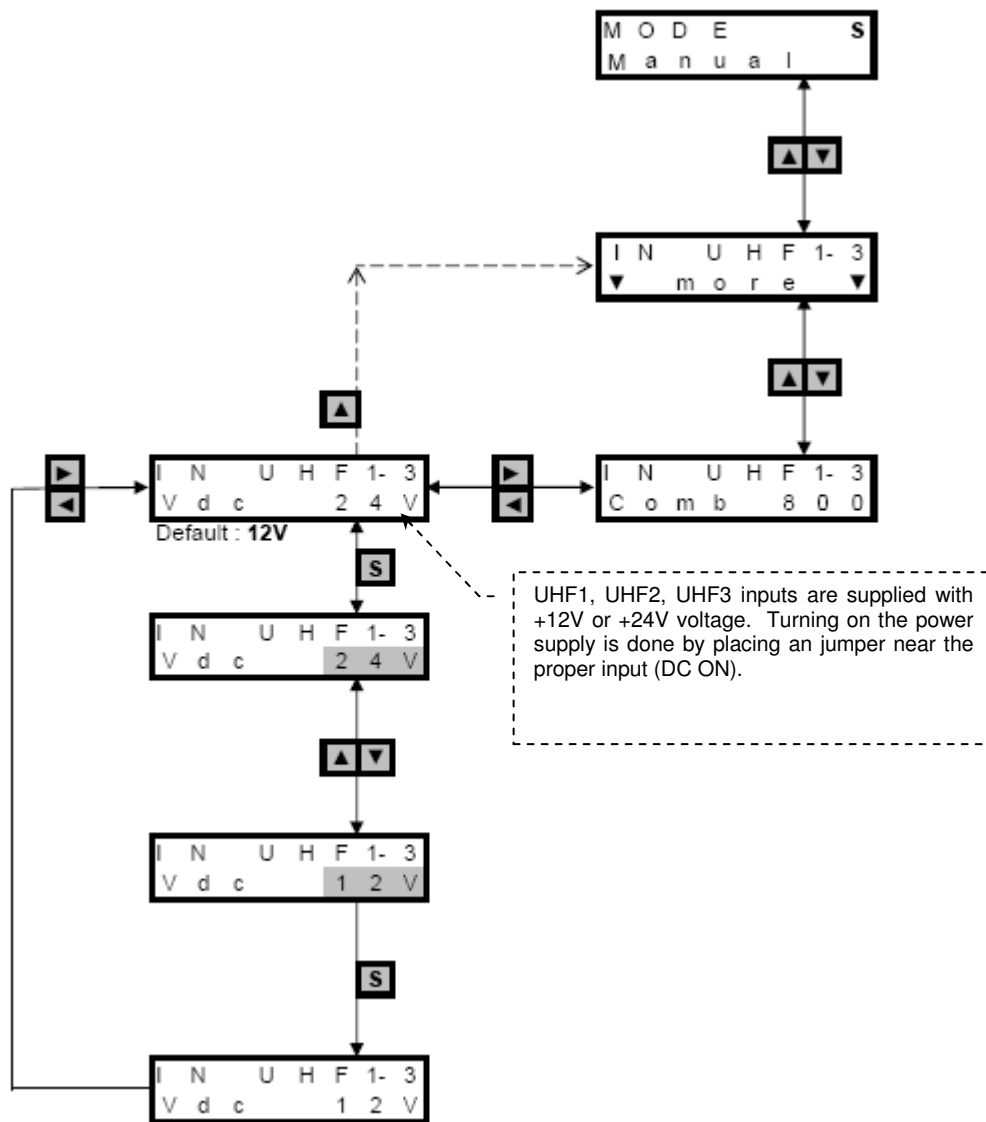 MODE S
Manual
▲ ▼
IN UHF1-3
▼ more ▼
▲ ▼
▲
►
◄
IN UHF1-3
Vdc 24V
Default : 12V
►
◄
IN UHF1-3
Comb 800
S
UHF1, UHF2, UHF3 inputs are supplied with
+12V or +24V voltage. Turning on the power
supply is done by placing an jumper near the
proper input (DC ON).
IN UHF1-3
Vdc 24V
▲ ▼
IN UHF1-3
Vdc 12V
S
IN UHF1-3
Vdc 12V